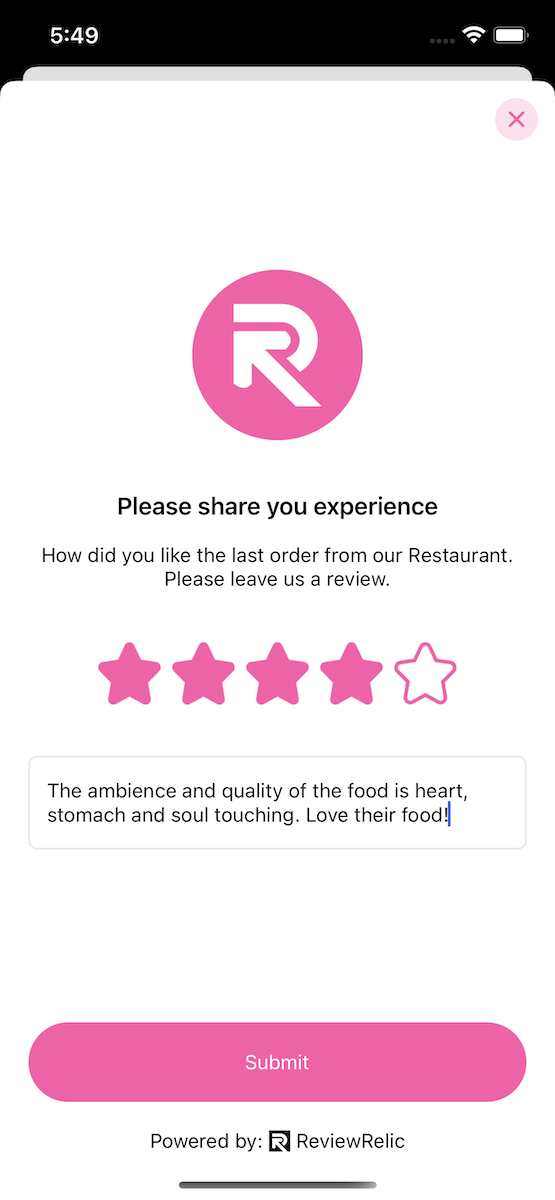 5:49
Please share you experience
How did you like the last order from our Restaurant.
Please leave us a review.
The ambience and quality of the food is heart,
stomach and soul touching. Love their food!
Submit
Powered by: ReviewRelic